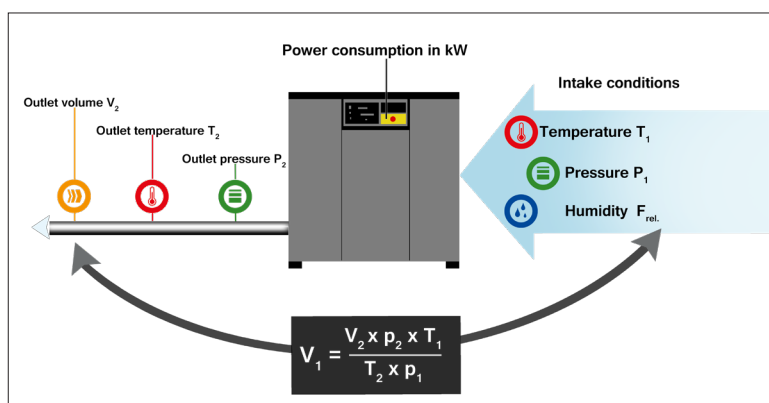 Power consumption in kW
Intake conditions
Outlet volume V₂
Outlet temperature T₂
Outlet pressure P₂
Temperature T₁
Pressure P₁
Humidity F rel.
V₁ = V₂ x p₂ x T₁
T₂ x p₁